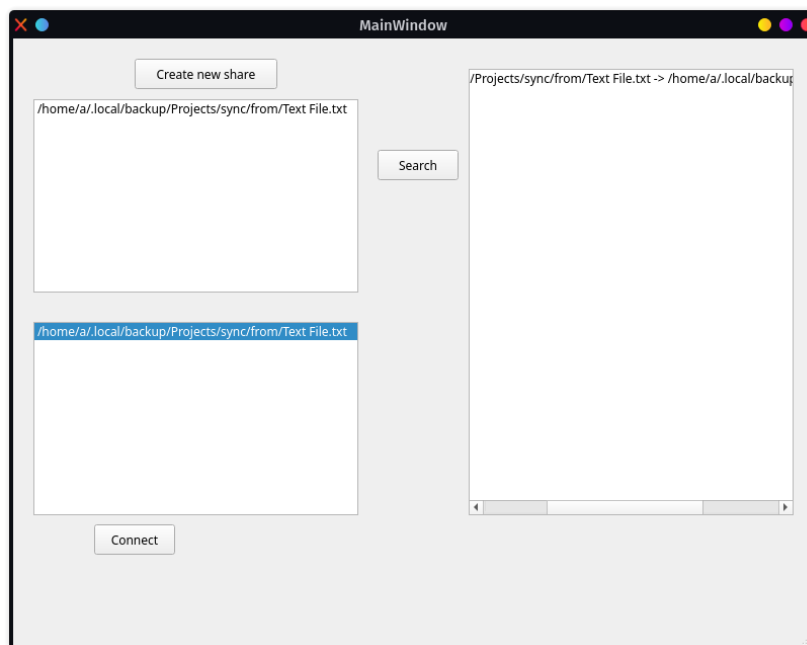 MainWindow
Create new share
/home/a/.local/backup/Projects/sync/from/Text File.txt
Search
/home/a/.local/backup/Projects/sync/from/Text File.txt
Connect
/Projects/sync/from/Text File.txt -> /home/a/.local/backup